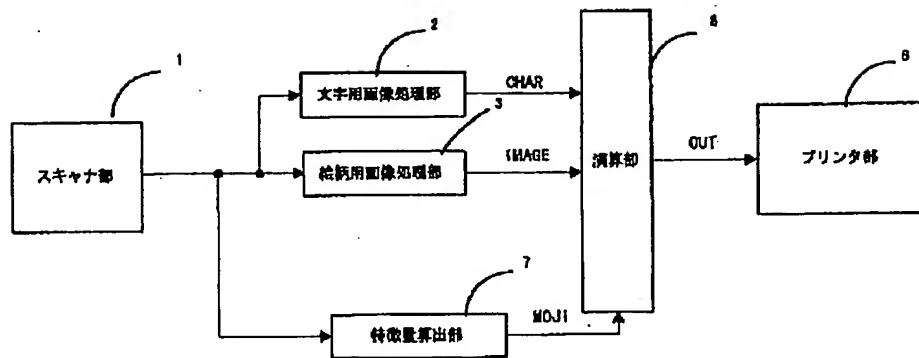 1
スキャナ部
2
文字用画像処理部
CHAR
3
絵柄用画像処理部
IMAGE
7
特徴量算出部
MOJI
演算部
OUT
6
プリンタ部